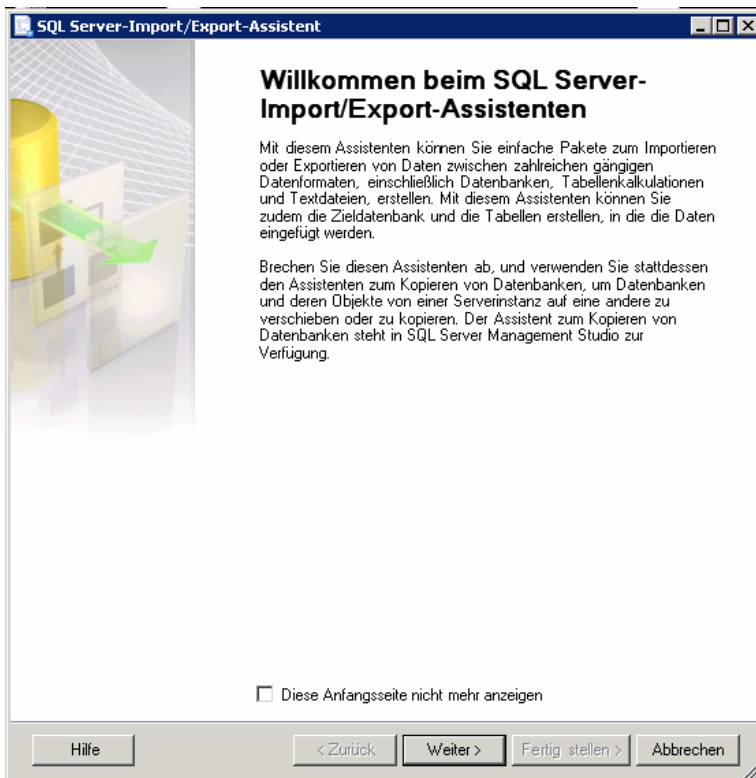 SQL Server-Import/Export-Assistent
Willkommen beim SQL Server-
Import/Export-Assistenten
Mit diesem Assistenten können Sie einfache Pakete zum Importieren
oder Exportieren von Daten zwischen zahlreichen gängigen
Datenformaten, einschließlich Datenbanken, Tabellenkalkulationen
und Textdateien, erstellen. Mit diesem Assistenten können Sie
zudem die Zieldatenbank und die Tabellen erstellen, in die die Daten
eingefügt werden.
Brechen Sie diesen Assistenten ab, und verwenden Sie stattdessen
den Assistenten zum Kopieren von Datenbanken, um Datenbanken
und deren Objekte von einer Serverinstanz auf eine andere zu
verschieben oder zu kopieren. Der Assistent zum Kopieren von
Datenbanken steht in SQL Server Management Studio zur
Verfügung.
Diese Anfangsseite nicht mehr anzeigen
Hilfe
< Zurück
Weiter >
Fertig stellen >
Abbrechen